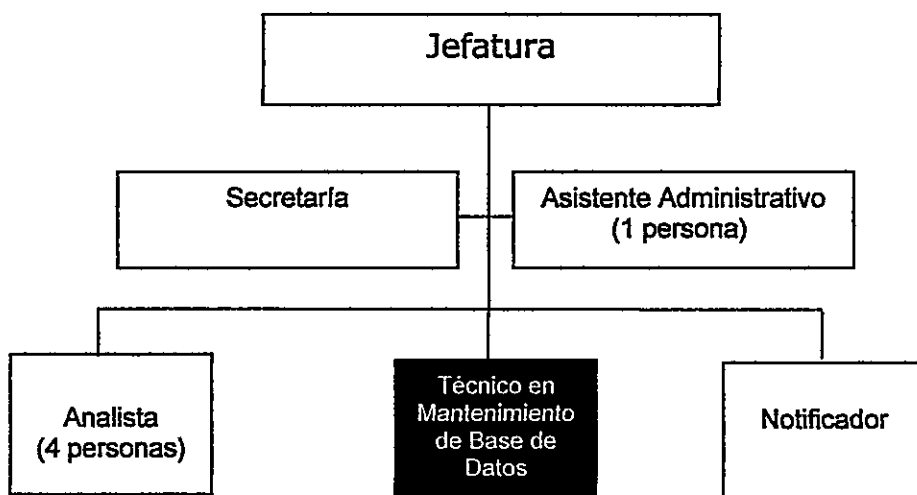 Jefatura
Secretaría
Asistente Administrativo
(1 persona)
Analista
(4 personas)
Técnico en
Mantenimiento
de Base de
Datos
Notificador